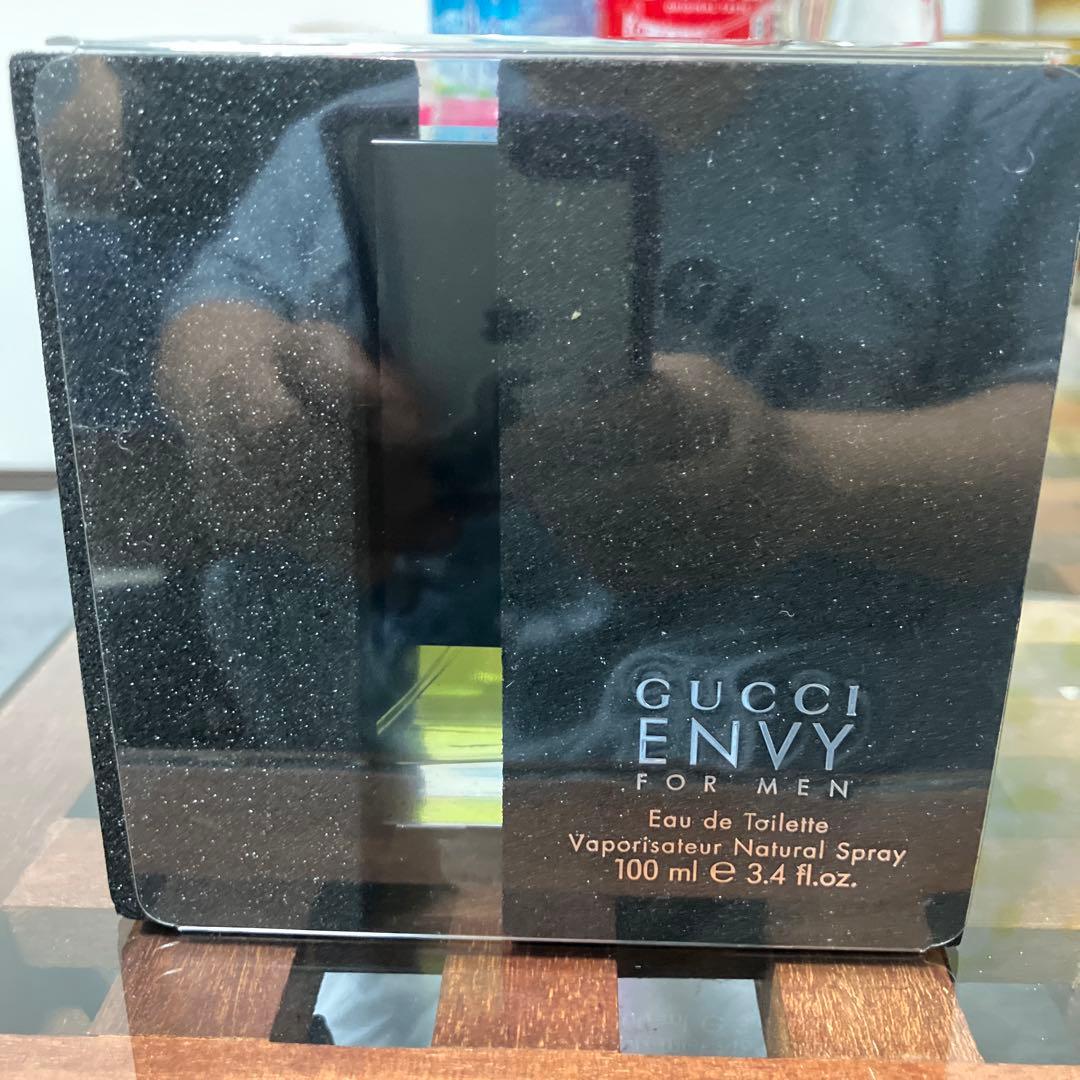 GUCCI
ENVY
FOR MEN
Eau de Toilette
Vaporisateur Natural Spray
100 ml e 3.4 fl.oz.